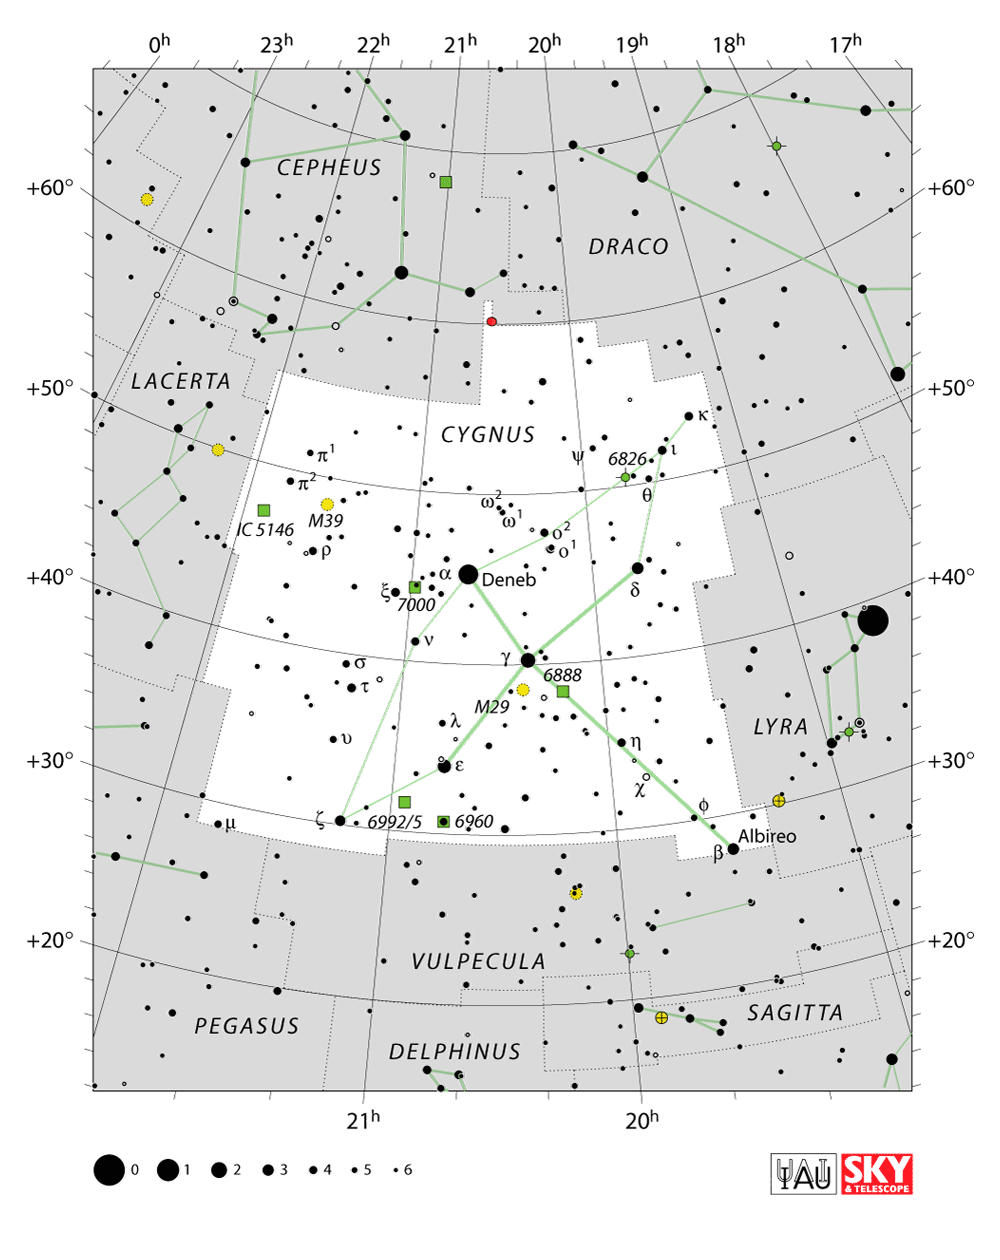 0h 23h 22h 21h 20h 19h 18h 17h
+60° +60°
CEPHEUS
DRACO
+50° +50°
LACERTA
CYGNUS
κ
π1
ψ 6826 ι
π2
θ
ω2
ω1
M39
IC 5146
ο2
ρ
ο1
+40° +40°
α Deneb
ξ 7000
δ
ν
γ
σ
6888
τ
M29
λ
LYRA
υ
η
+30° +30°
ε
χ
φ
ζ 6992/5 6960
μ
Albireo
β
+20° +20°
VULPECULA
PEGASUS
SAGITTA
DELPHINUS
21h 20h
0 1 2 3 4 5 6
IAU
SKY
& TELESCOPE